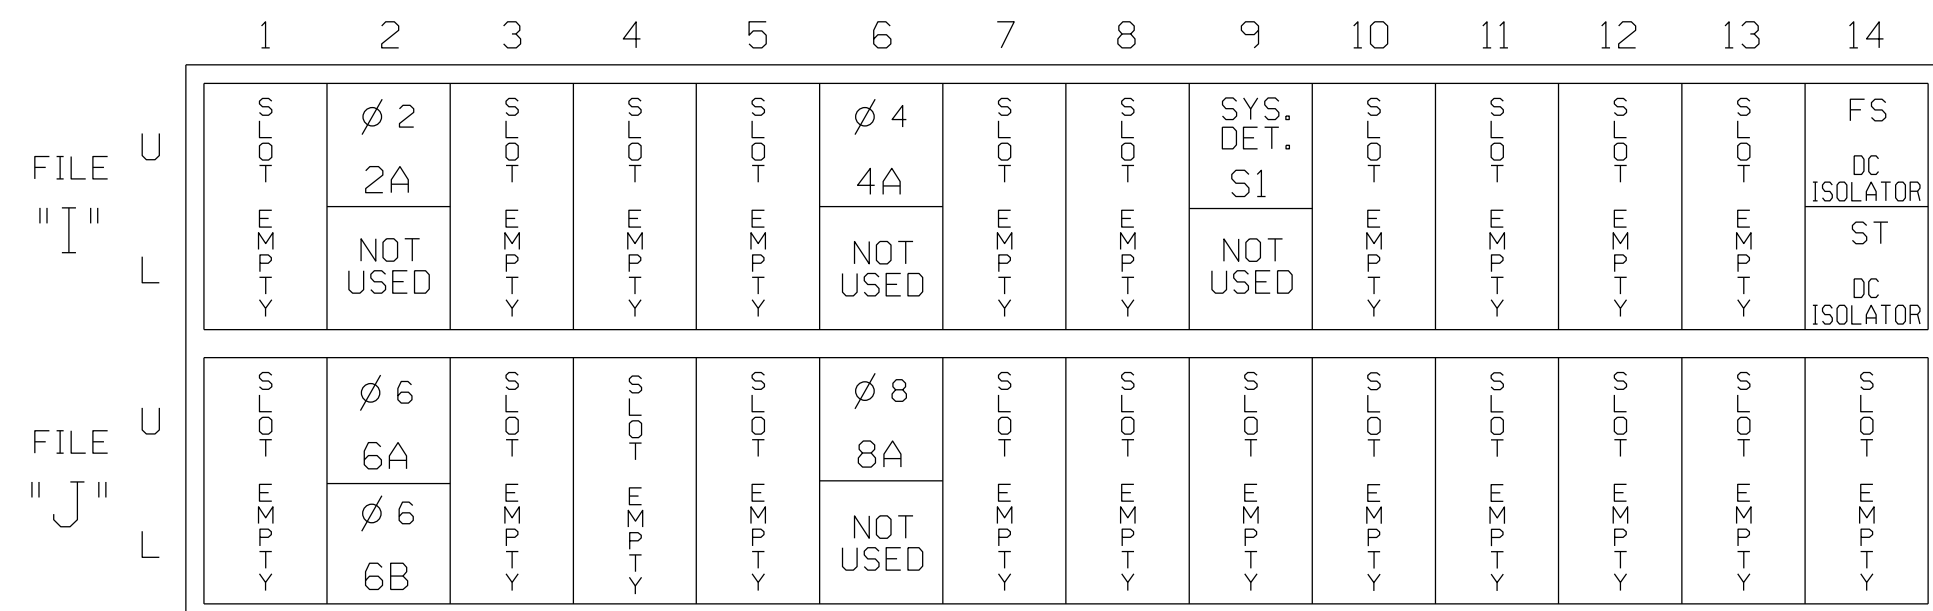 1 2 3 4 5 6 7 8 9 10 11 12 13 14
FILE
"I"
U
L
SLOT EMPTY
Ø 2
2A
NOT
USED
SLOT EMPTY
SLOT EMPTY
SLOT EMPTY
Ø 4
4A
NOT
USED
SLOT EMPTY
SLOT EMPTY
SYS.
DET.
S1
NOT
USED
SLOT EMPTY
SLOT EMPTY
SLOT EMPTY
SLOT EMPTY
FS
DC
ISOLATOR
ST
DC
ISOLATOR
FILE
"J"
U
L
SLOT EMPTY
Ø 6
6A
Ø 6
6B
SLOT EMPTY
SLOT EMPTY
SLOT EMPTY
Ø 8
8A
NOT
USED
SLOT EMPTY
SLOT EMPTY
SLOT EMPTY
SLOT EMPTY
SLOT EMPTY
SLOT EMPTY
SLOT EMPTY
SLOT EMPTY